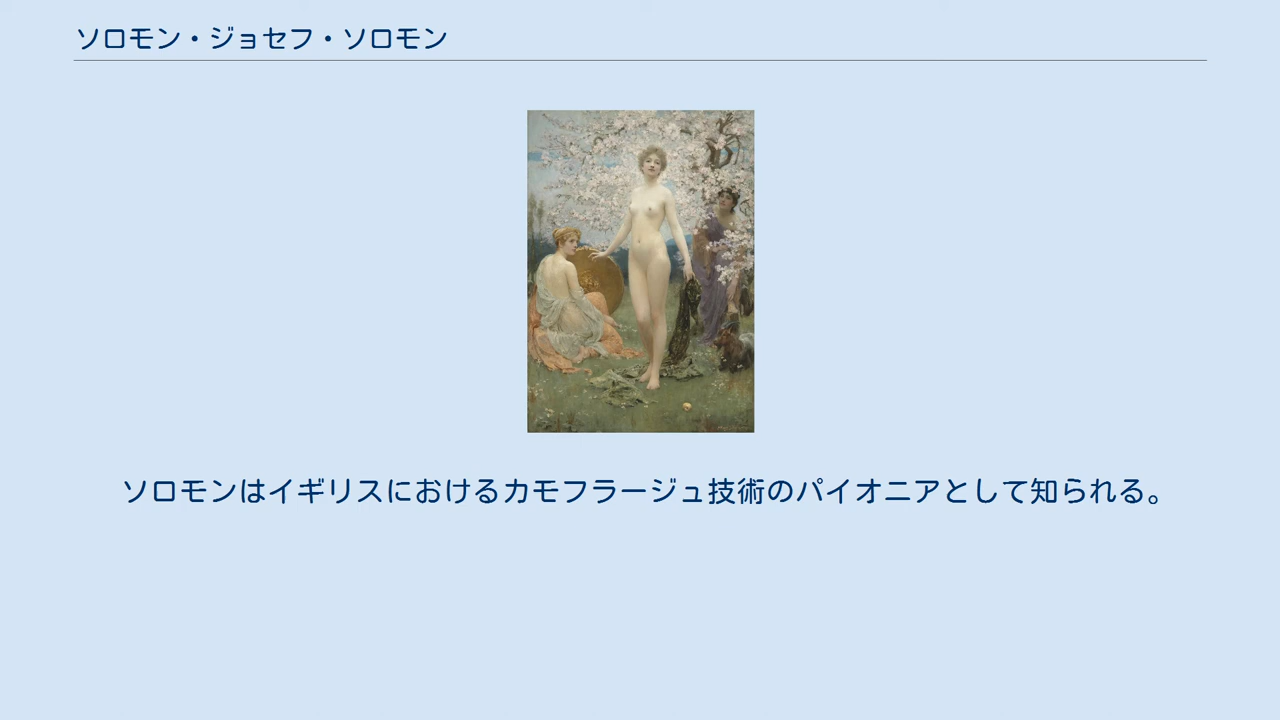 ソロモン・ジョセフ・ソロモン
ソロモンはイギリスにおけるカモフラージュ技術のパイオニアとして知られる。